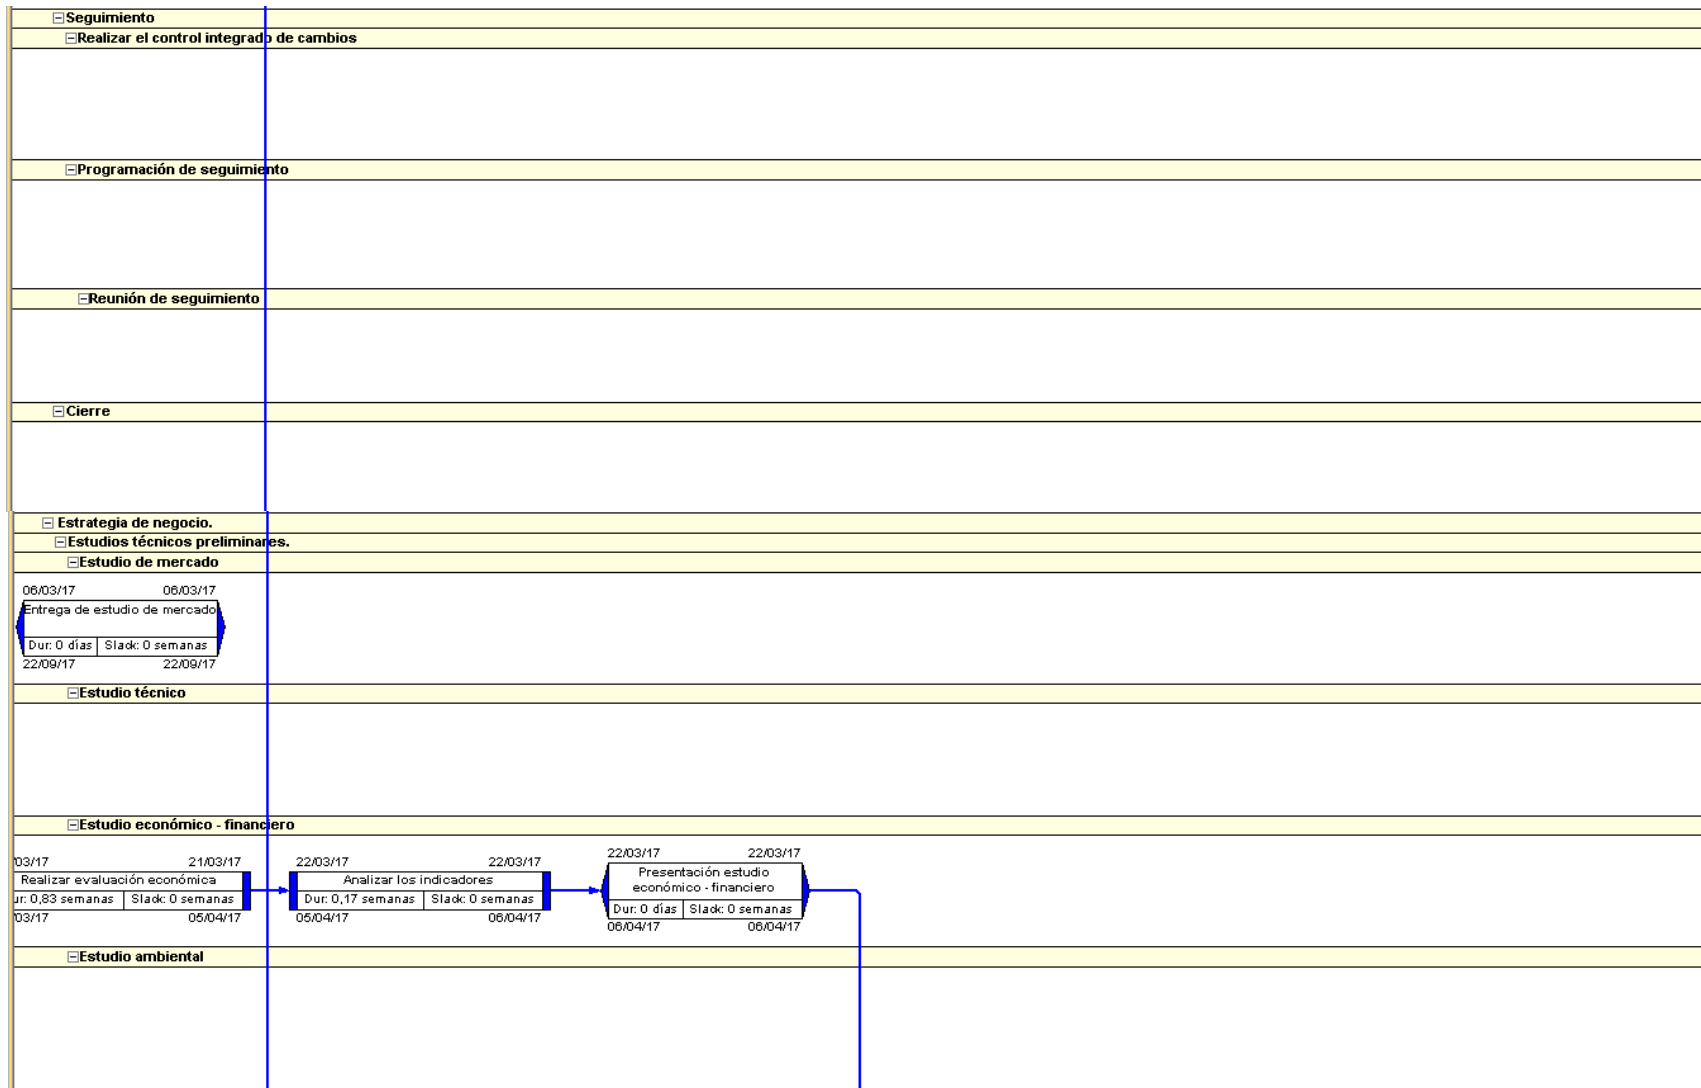 Seguimiento
Realizar el control integrado de cambios
Programación de seguimiento
Reunión de seguimiento
Cierre
Estrategia de negocio.
Estudios técnicos preliminares.
Estudio de mercado
06/03/17 06/03/17
Entrega de estudio de mercado
Dur: 0 días Slack: 0 semanas
22/09/17 22/09/17
Estudio técnico
Estudio económico - financiero
/03/17 21/03/17
Realizar evaluación económica
ur: 0,83 semanas Slack: 0 semanas
/03/17 05/04/17
22/03/17 22/03/17
Analizar los indicadores
Dur: 0,17 semanas Slack: 0 semanas
05/04/17 06/04/17
22/03/17 22/03/17
Presentación estudio
económico - financiero
Dur: 0 días Slack: 0 semanas
06/04/17 06/04/17
Estudio ambiental